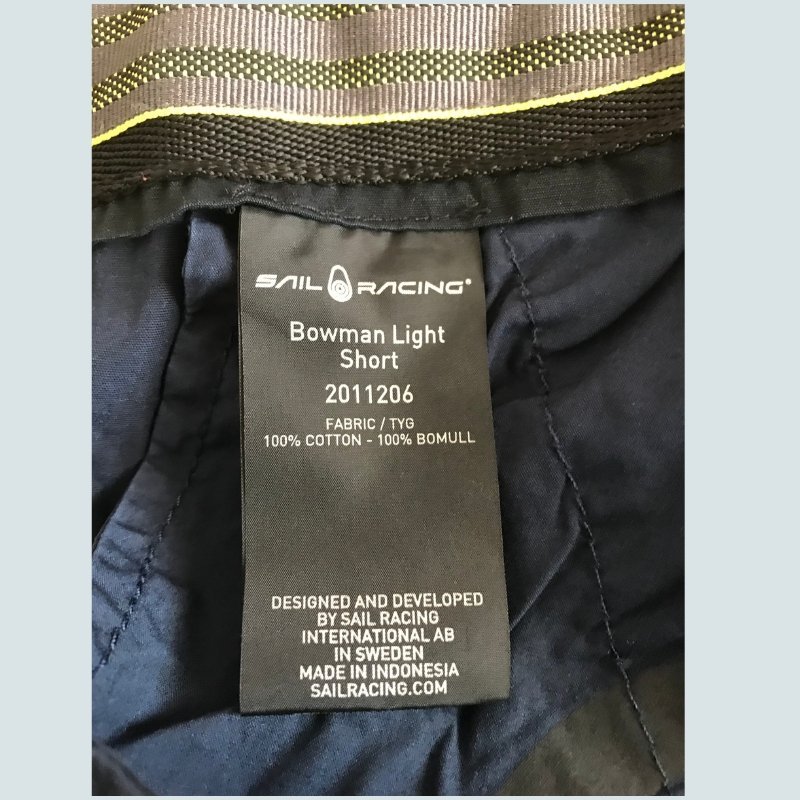 SAIL RACING®
Bowman Light
Short
2011206
FABRIC / TYG
100% COTTON - 100% BOMULL
DESIGNED AND DEVELOPED
BY SAIL RACING
INTERNATIONAL AB
IN SWEDEN
MADE IN INDONESIA
SAILRACING.COM